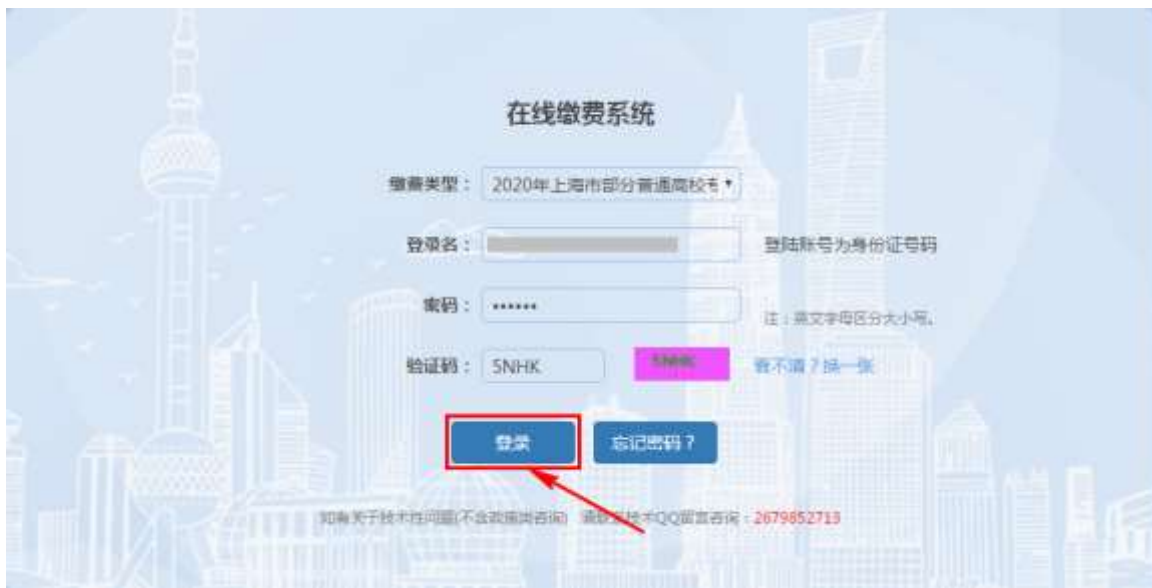 在线缴费系统
缴费类型： 2020年上海市部分普通高校专
登录名： 登陆账号为身份证号码
密码： ••••••
注：英文字母区分大小写。
验证码： 5NHK 5NHK 看不清？换一张
登录 忘记密码？
如有关于技术性问题(不含政策类咨询) 请联系技术QQ留言咨询：2679852713